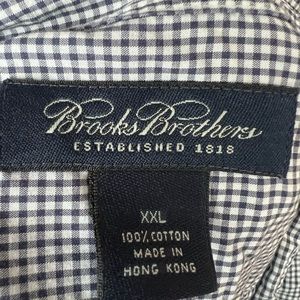 Brooks Brothers
ESTABLISHED 1818
XXL
100% COTTON
MADE IN
HONG KONG